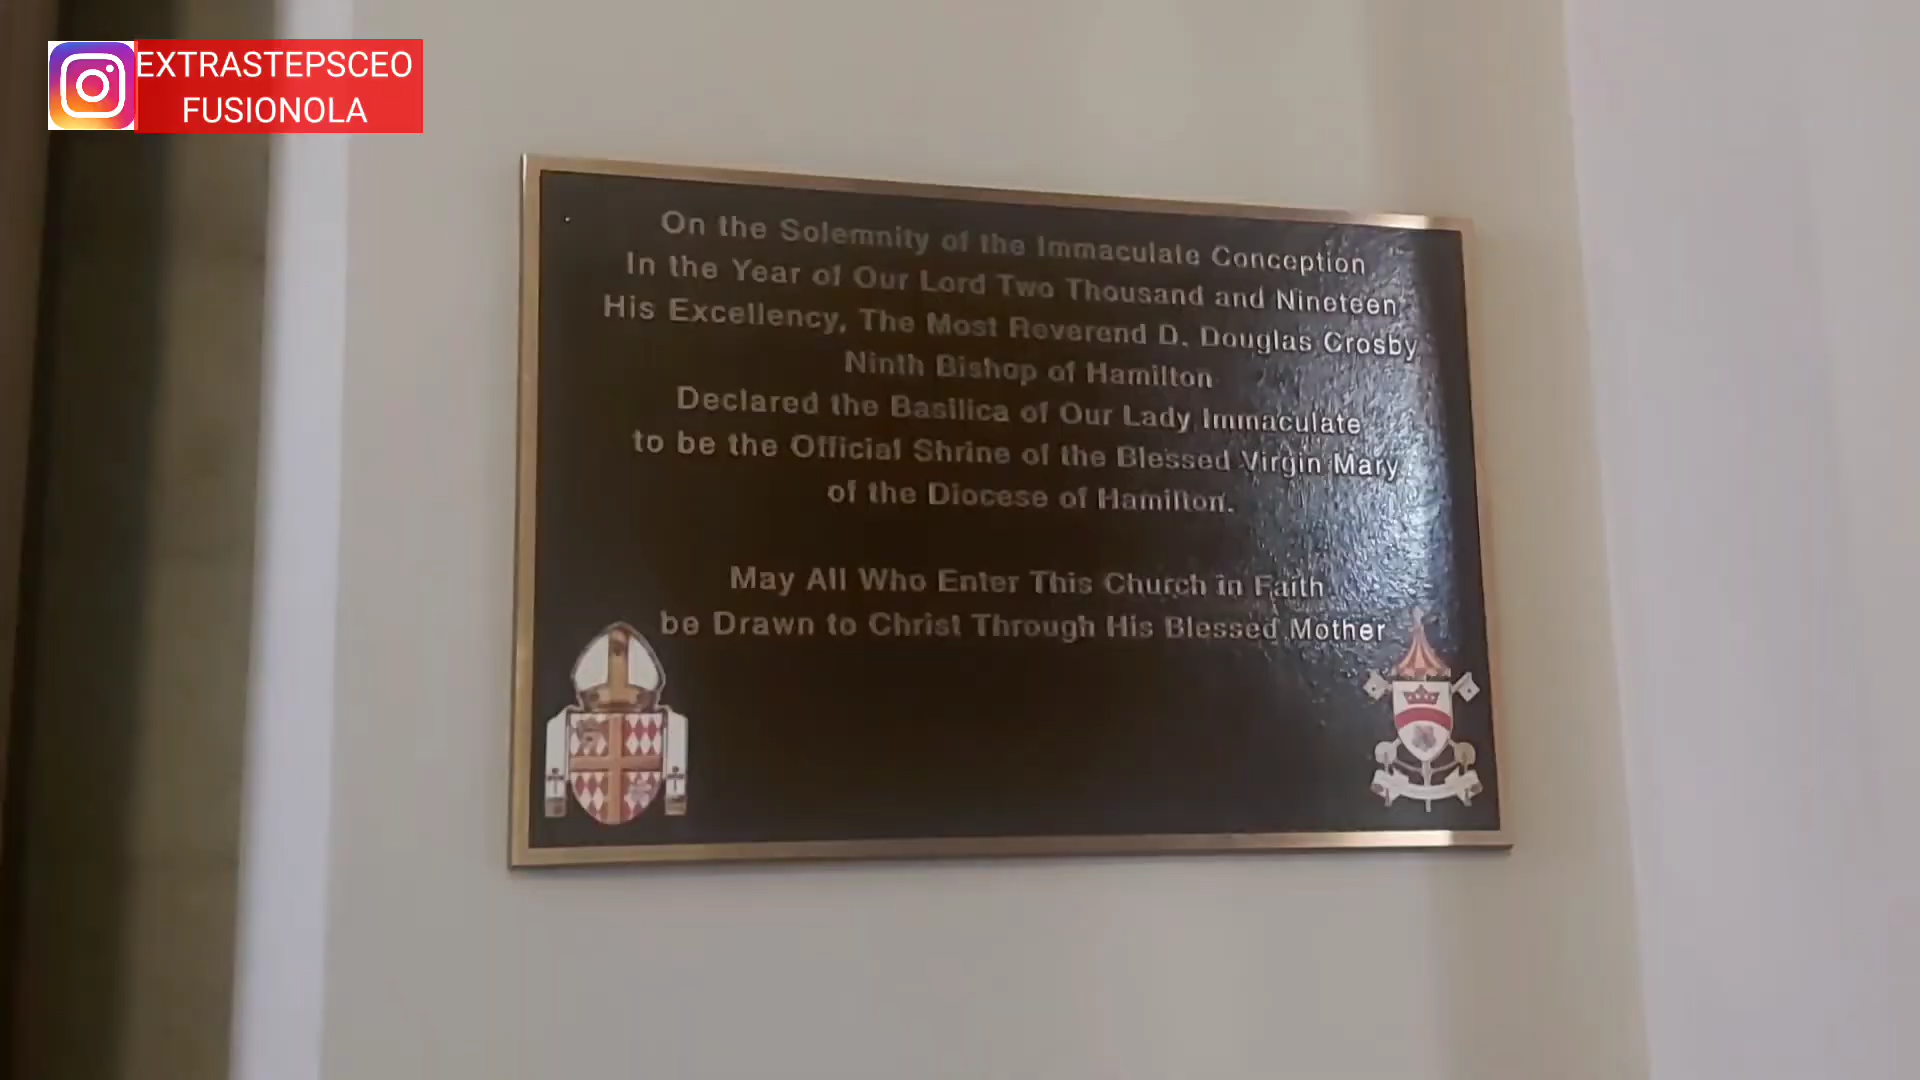 EXTRASTEPSCEO
FUSIONOLA
On the Solemnity of the Immaculate Conception
In the Year of Our Lord Two Thousand and Nineteen
His Excellency, The Most Reverend D. Douglas Crosby
Ninth Bishop of Hamilton
Declared the Basilica of Our Lady Immaculate
to be the Official Shrine of the Blessed Virgin Mary
of the Diocese of Hamilton.
May All Who Enter This Church in Faith
be Drawn to Christ Through His Blessed Mother